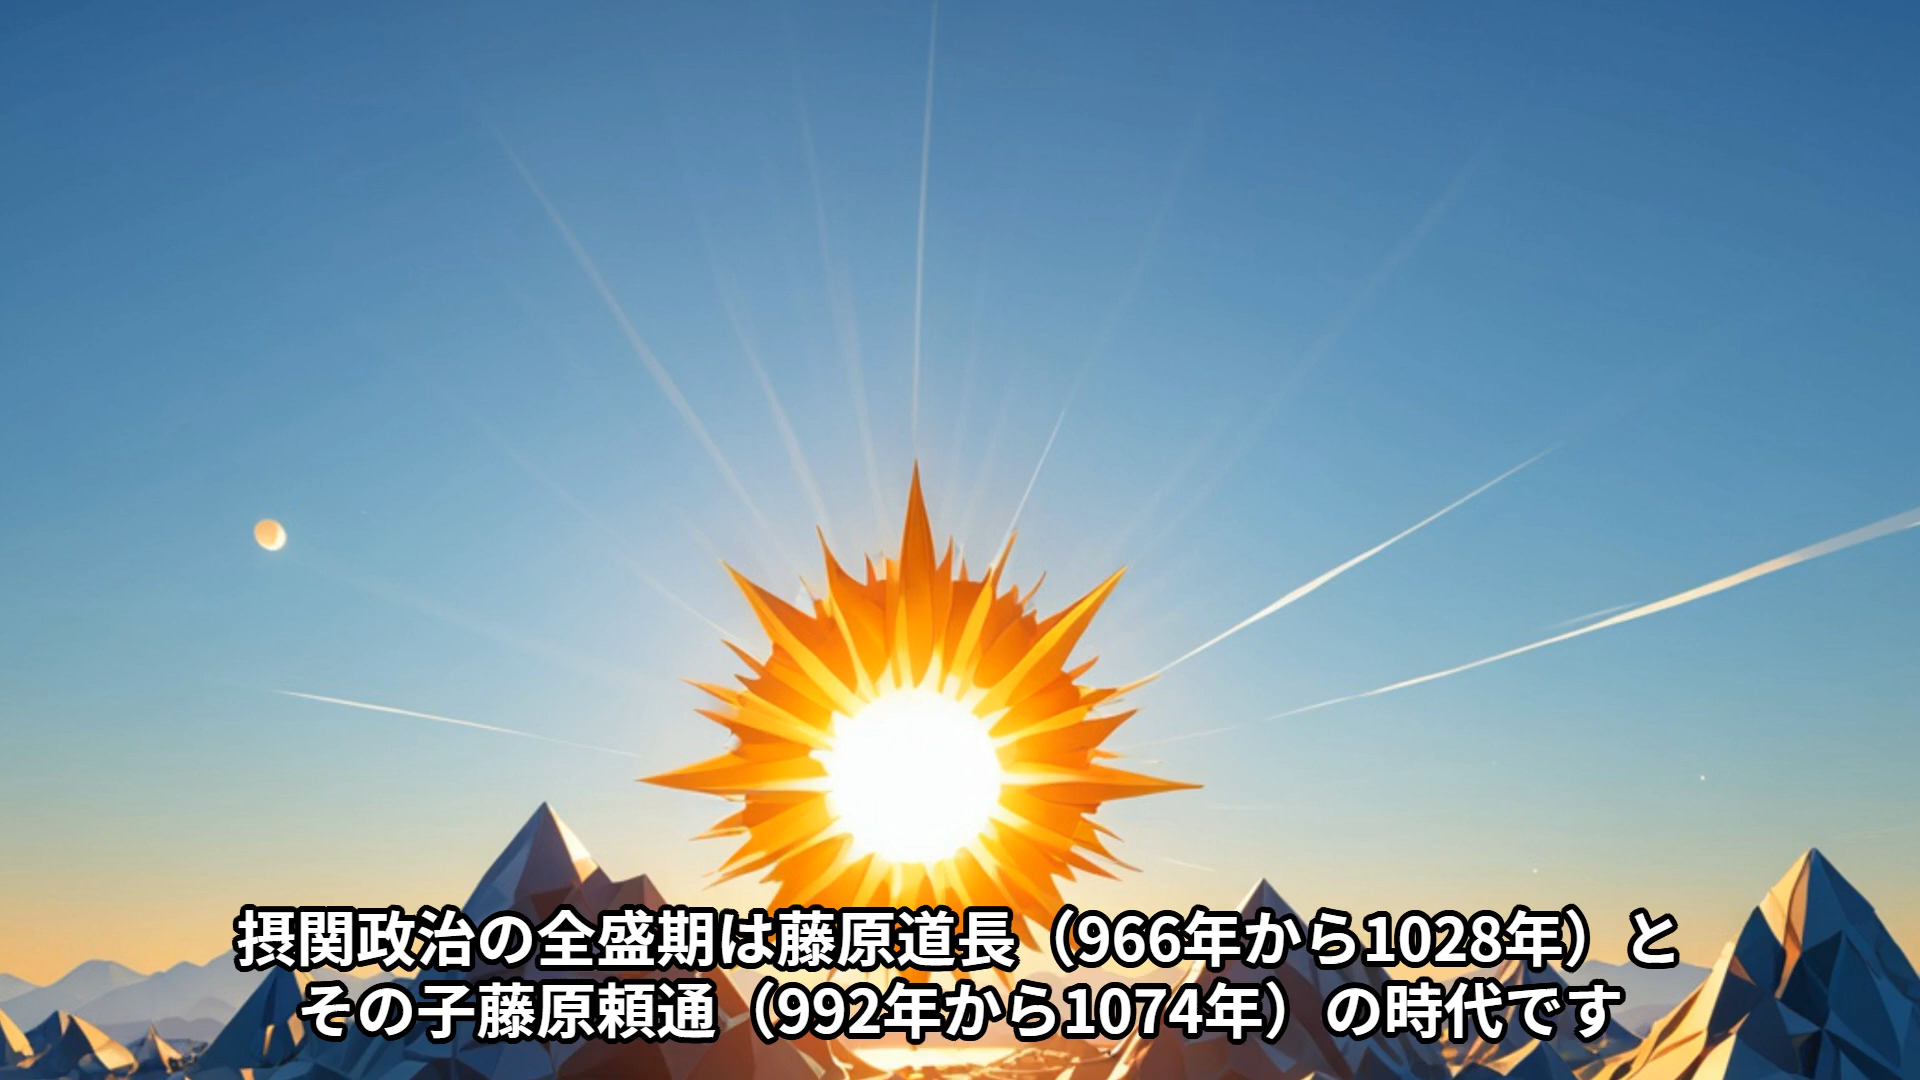 摂関政治の全盛期は藤原道長（966年から1028年）と
その子藤原頼通（992年から1074年）の時代です